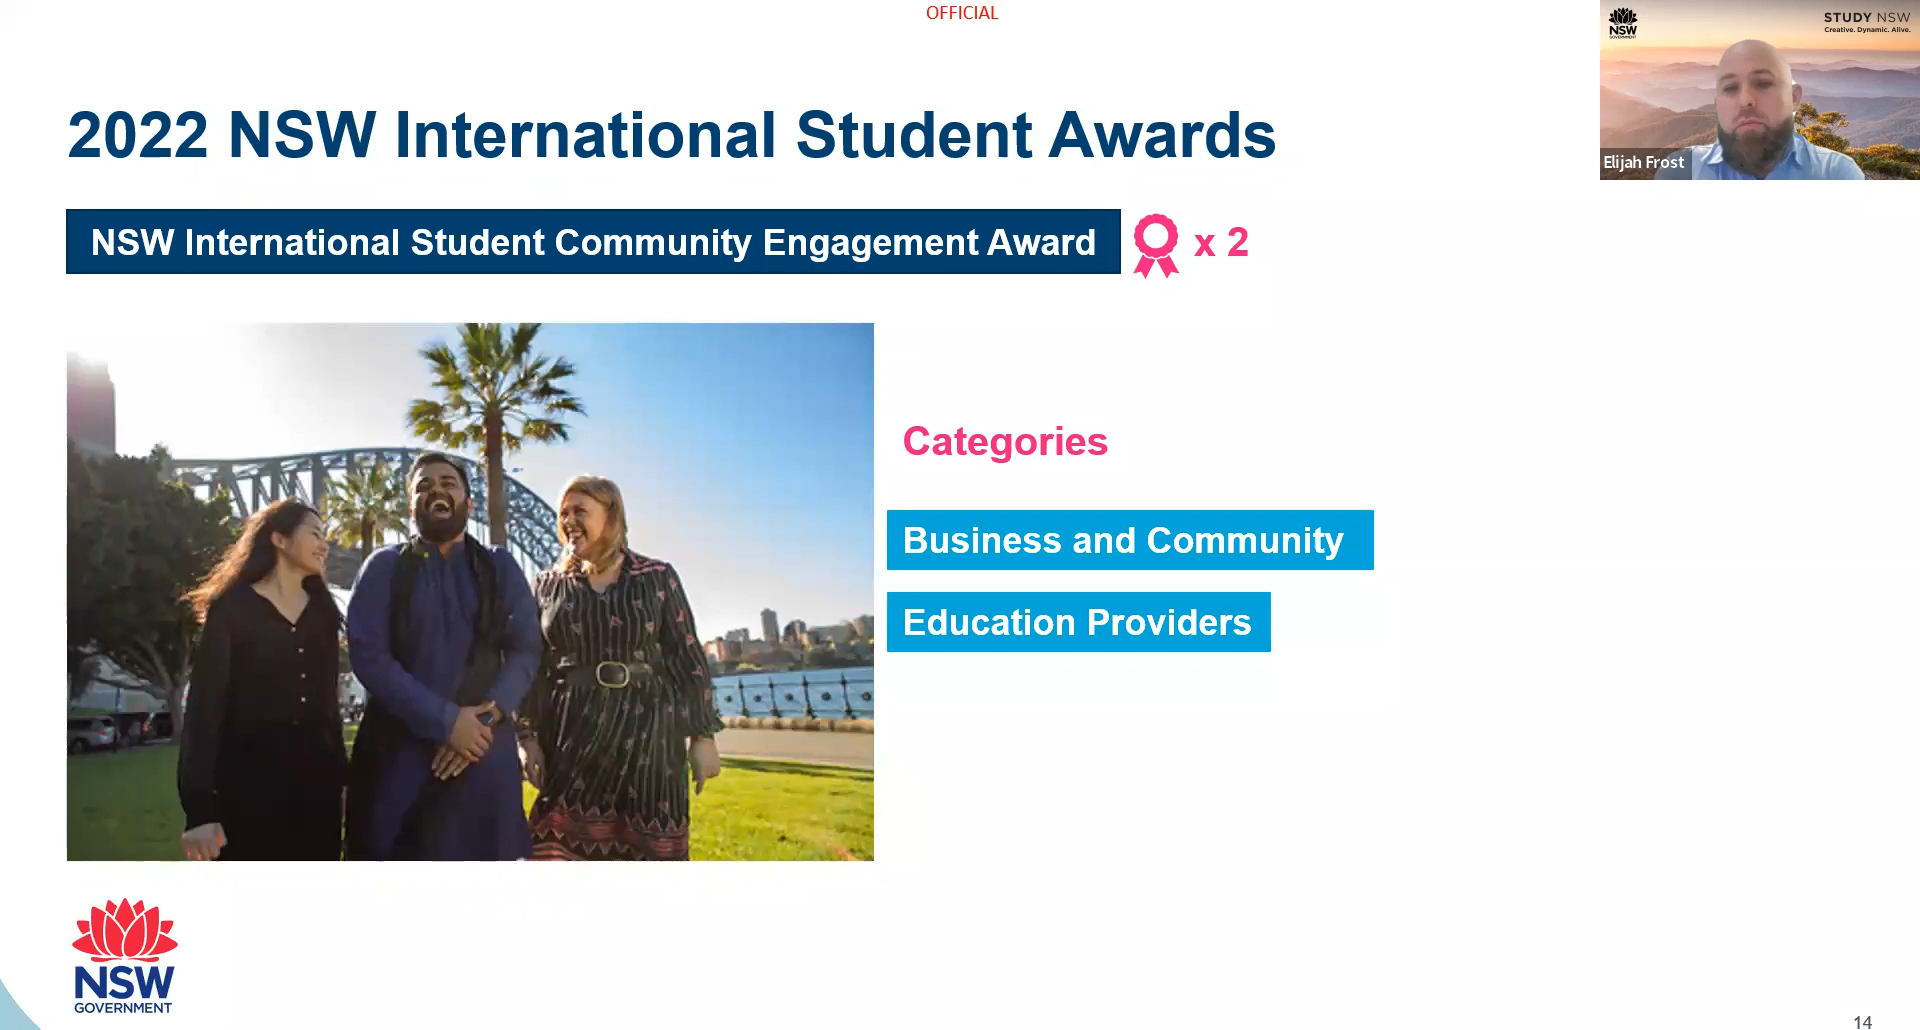 OFFICIAL
NSW
GOVERNMENT
STUDY NSW
Creative. Dynamic. Alive.
Elijah Frost
2022 NSW International Student Awards
NSW International Student Community Engagement Award
x 2
Categories
Business and Community
Education Providers
NSW
GOVERNMENT
14